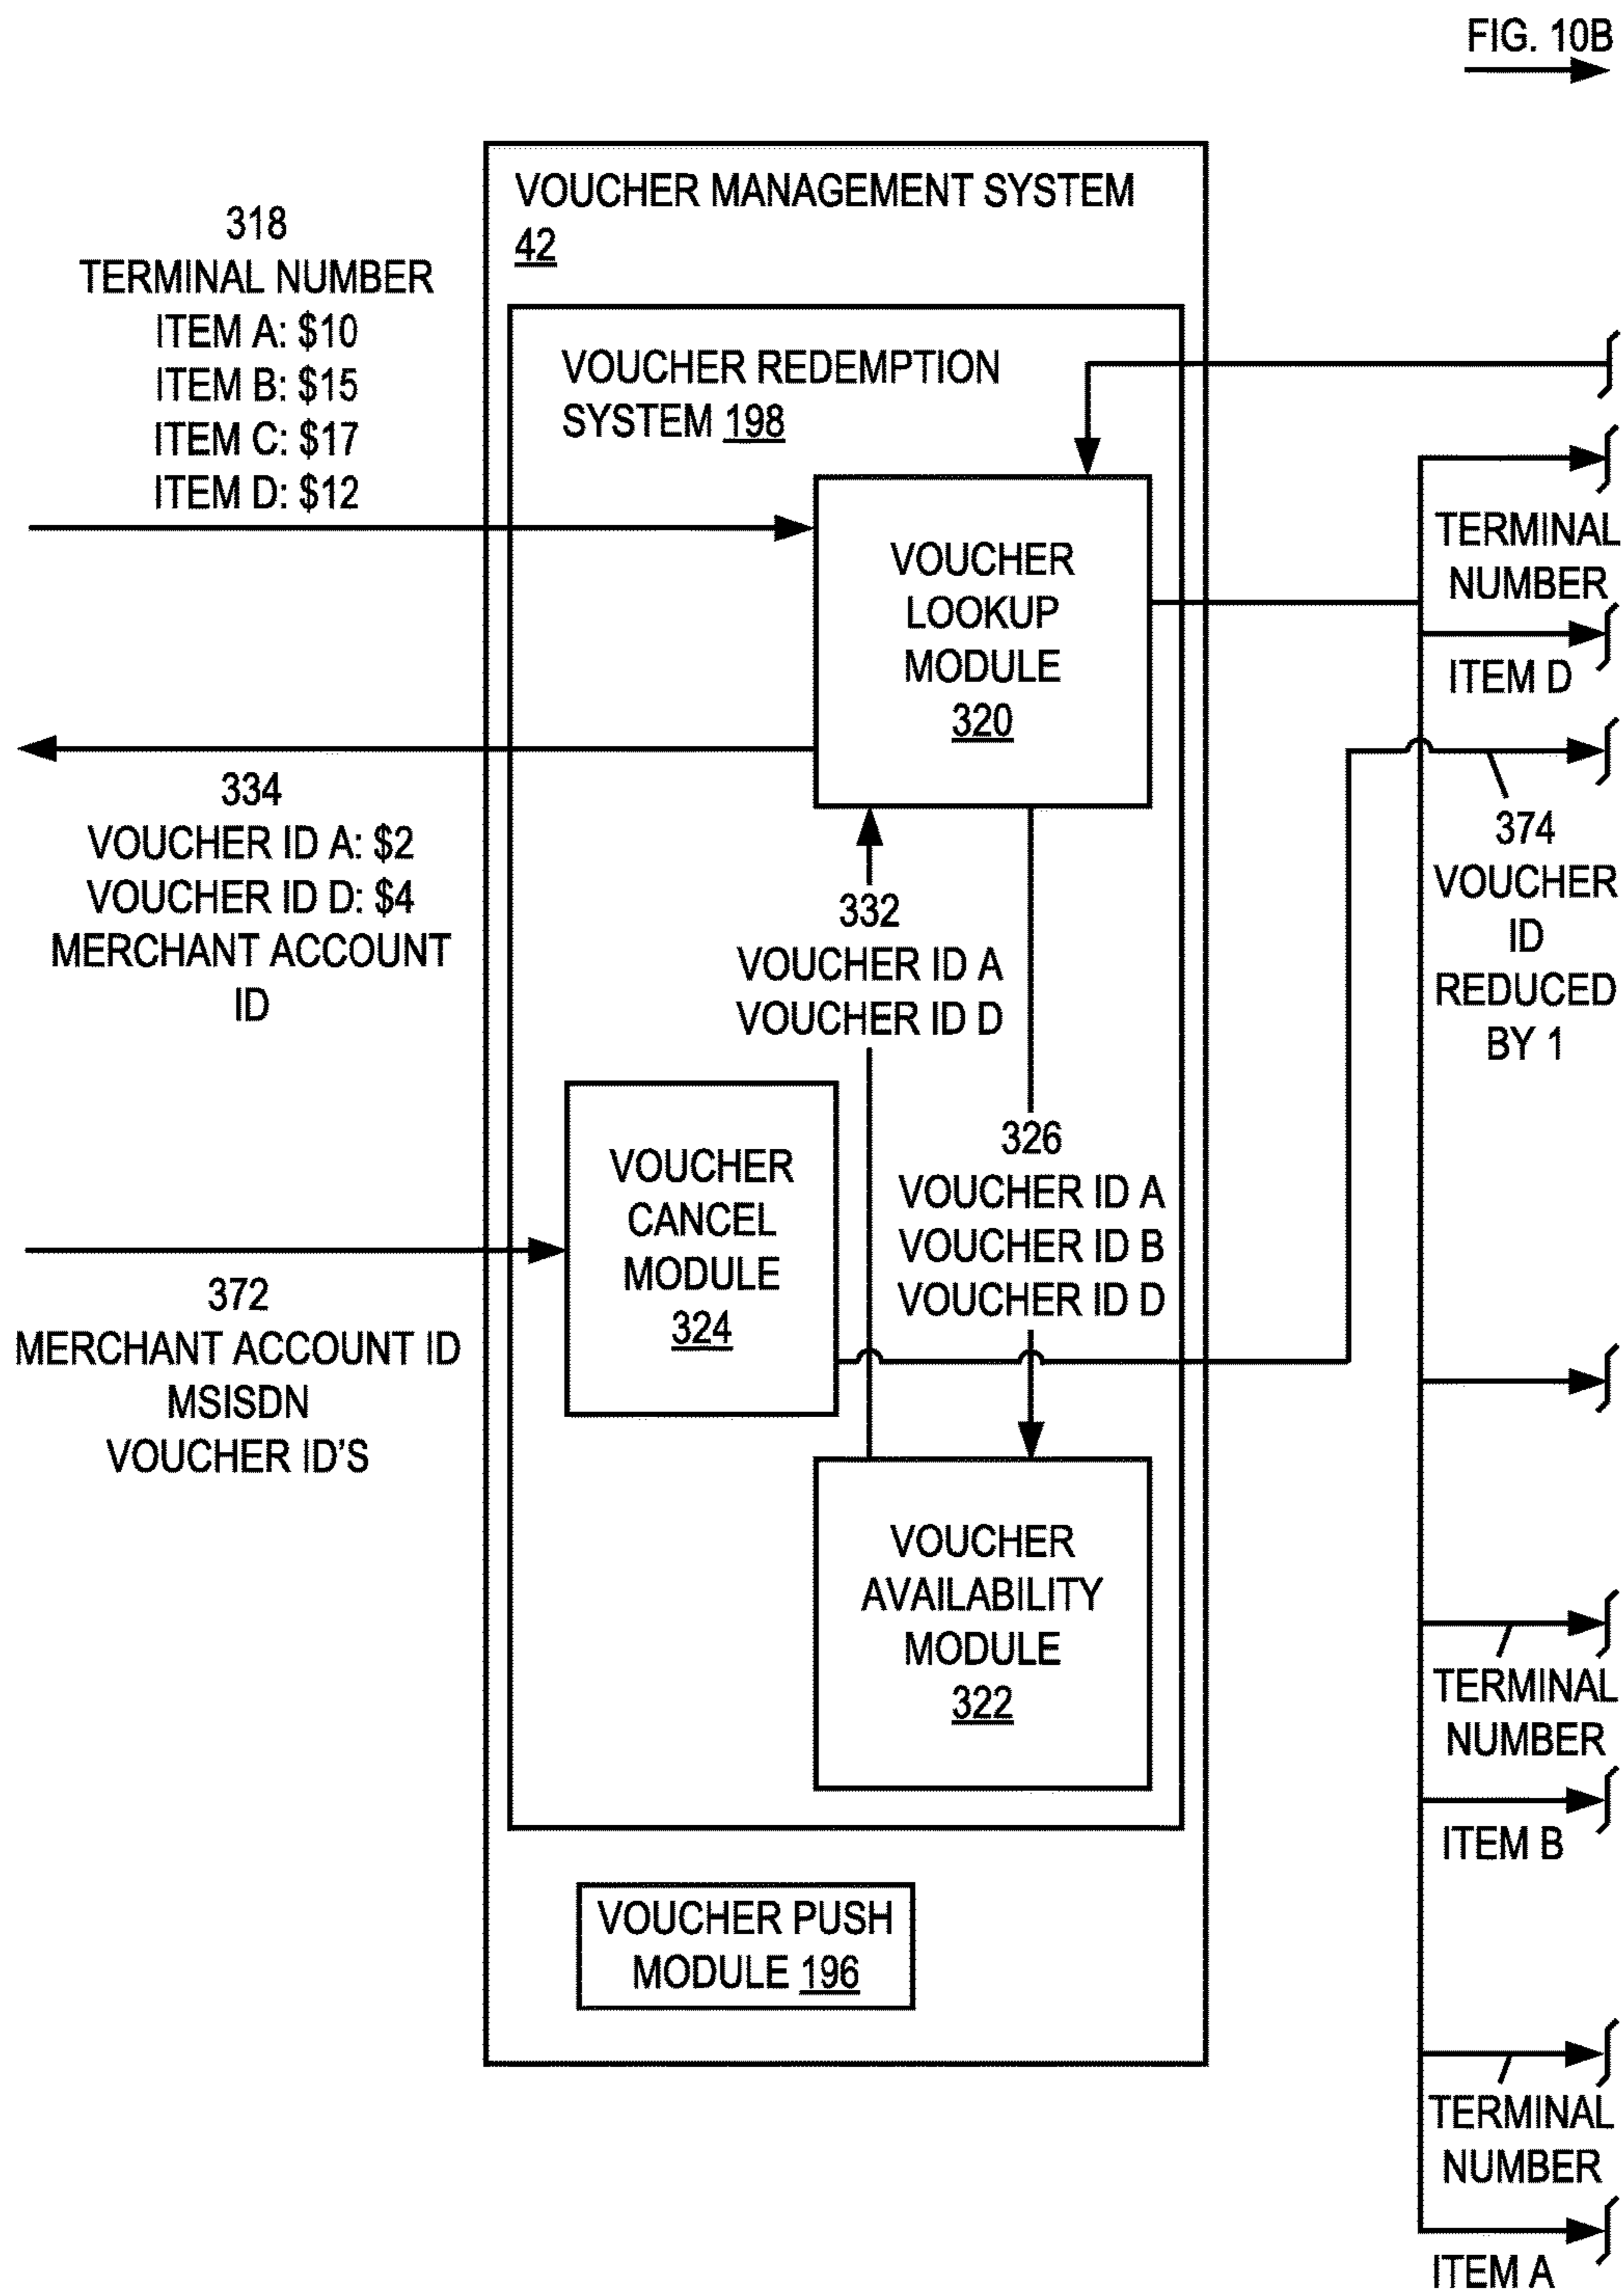 FIG. 10B
VOUCHER MANAGEMENT SYSTEM
42
318
TERMINAL NUMBER
ITEM A: $10
ITEM B: $15
ITEM C: $17
ITEM D: $12
VOUCHER REDEMPTION
SYSTEM 198
VOUCHER
LOOKUP
MODULE
320
TERMINAL
NUMBER
ITEM D
334
VOUCHER ID A: $2
VOUCHER ID D: $4
MERCHANT ACCOUNT
ID
332
VOUCHER ID A
VOUCHER ID D
374
VOUCHER
ID
REDUCED
BY 1
VOUCHER
CANCEL
MODULE
324
326
VOUCHER ID A
VOUCHER ID B
VOUCHER ID D
372
MERCHANT ACCOUNT ID
MSISDN
VOUCHER ID'S
VOUCHER
AVAILABILITY
MODULE
322
TERMINAL
NUMBER
ITEM B
VOUCHER PUSH
MODULE 196
TERMINAL
NUMBER
ITEM A